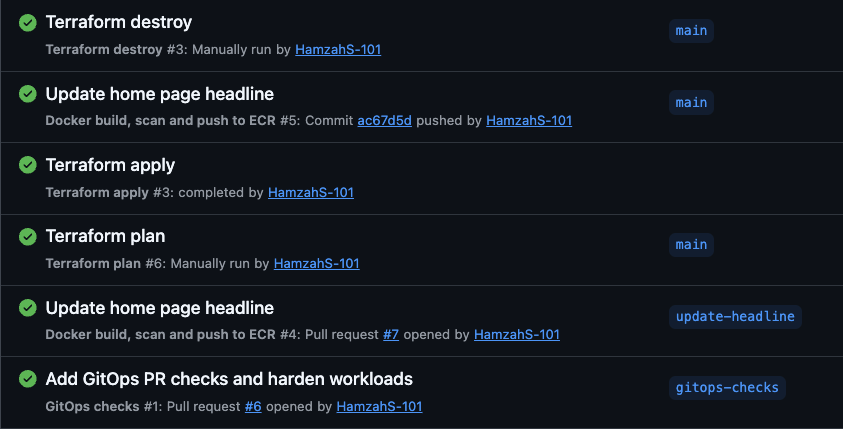 Terraform destroy
main
Terraform destroy #3: Manually run by HamzahS-101
Update home page headline
main
Docker build, scan and push to ECR #5: Commit ac67d5d pushed by HamzahS-101
Terraform apply
Terraform apply #3: completed by HamzahS-101
Terraform plan
main
Terraform plan #6: Manually run by HamzahS-101
Update home page headline
update-headline
Docker build, scan and push to ECR #4: Pull request #7 opened by HamzahS-101
Add GitOps PR checks and harden workloads
gitops-checks
GitOps checks #1: Pull request #6 opened by HamzahS-101